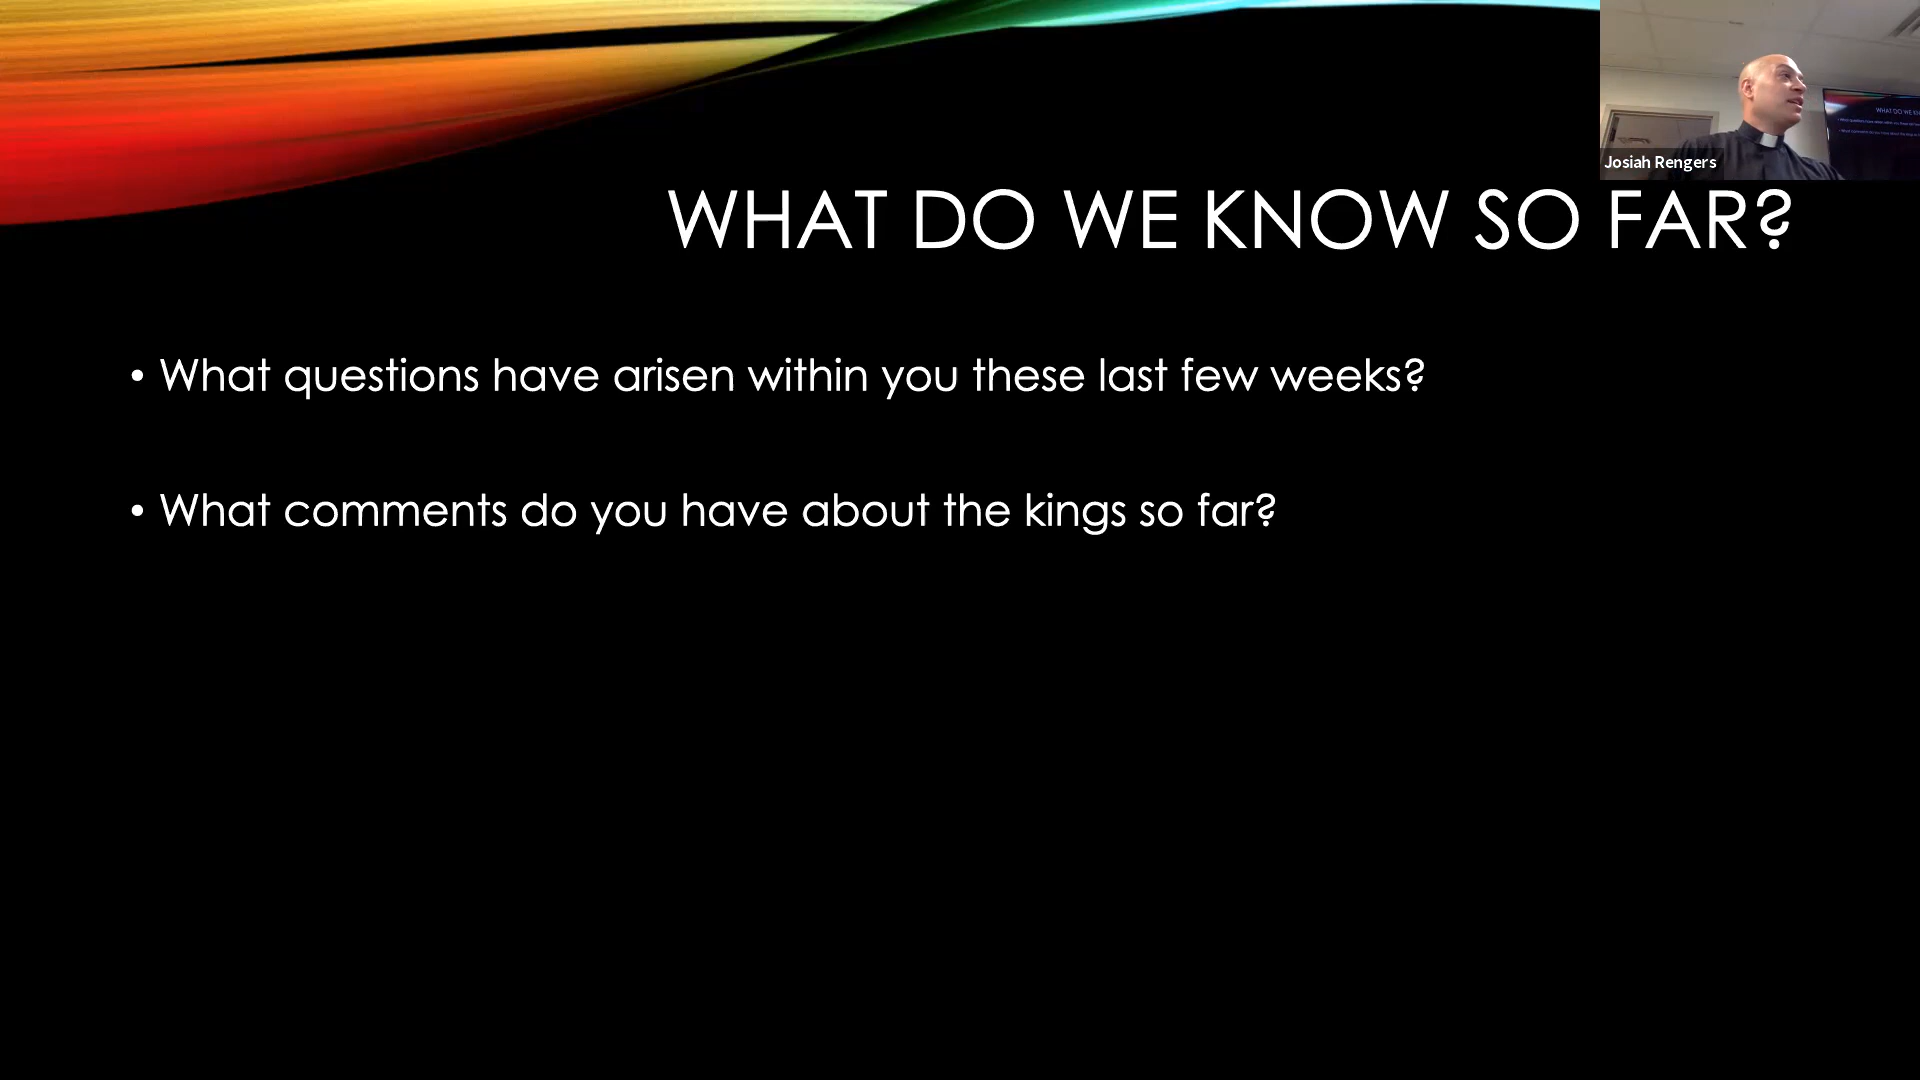 Josiah Rengers
WHAT DO WE KNOW SO FAR?
• What questions have arisen within you these last few weeks?
• What comments do you have about the kings so far?